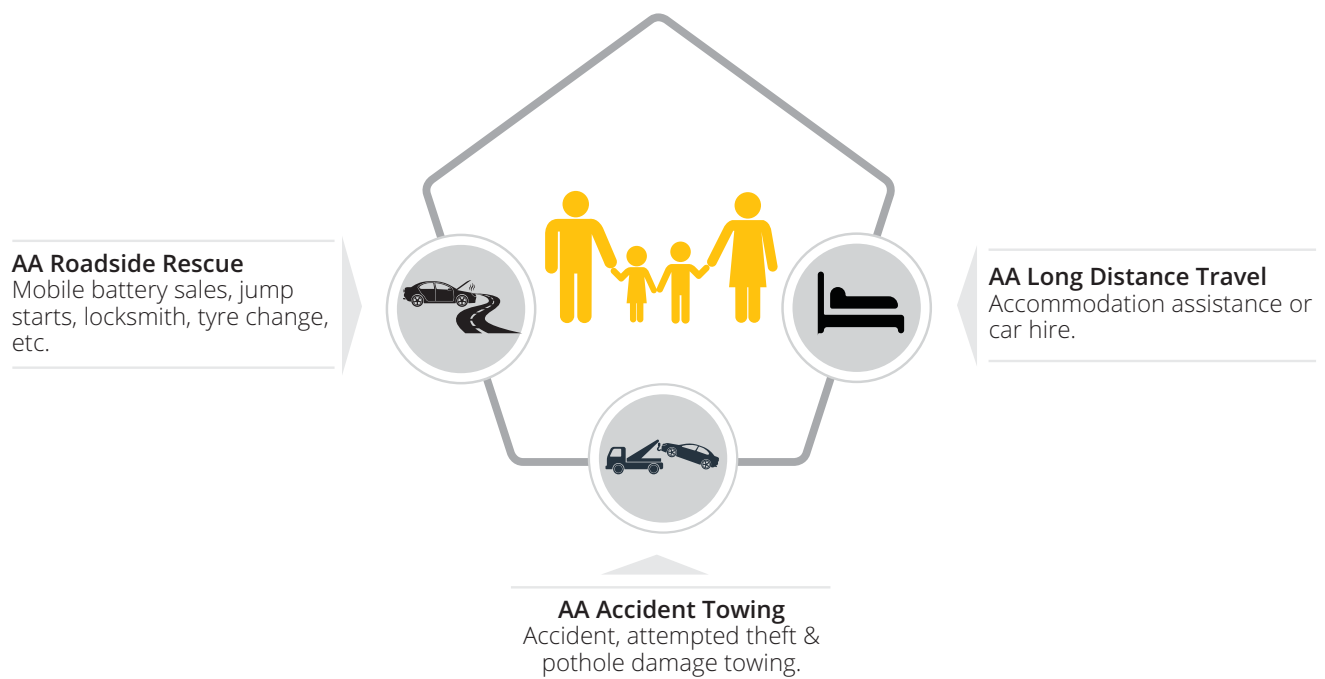 AA Roadside Rescue
Mobile battery sales, jump
starts, locksmith, tyre change,
etc.
AA Long Distance Travel
Accommodation assistance or
car hire.
AA Accident Towing
Accident, attempted theft &
pothole damage towing.